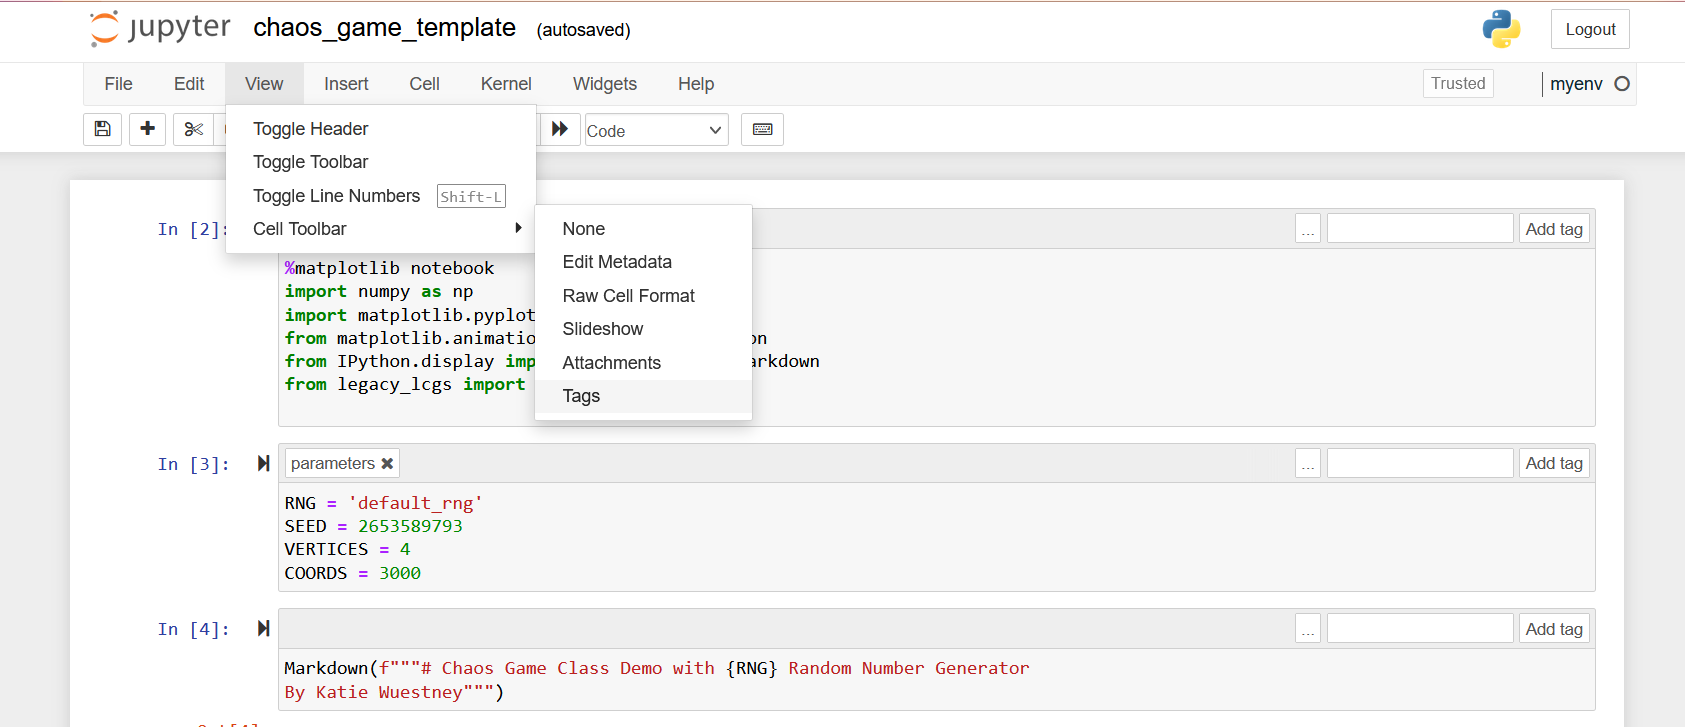 jupyter chaos_game_template (autosaved) Logout
File Edit View Insert Cell Kernel Widgets Help Trusted myenv
Code
Toggle Header
Toggle Toolbar
Toggle Line Numbers Shift-L
Cell Toolbar
None
Edit Metadata
Raw Cell Format
Slideshow
Attachments
Tags
In [2]: ... Add tag
%matplotlib notebook
import numpy as np
import matplotlib.pyplot
from matplotlib.animatio on
from IPython.display imp arkdown
from legacy_lcgs import
In [3]: parameters ... Add tag
RNG = 'default_rng'
SEED = 2653589793
VERTICES = 4
COORDS = 3000
In [4]: ... Add tag
Markdown(f"""# Chaos Game Class Demo with {RNG} Random Number Generator
By Katie Wuestney""")